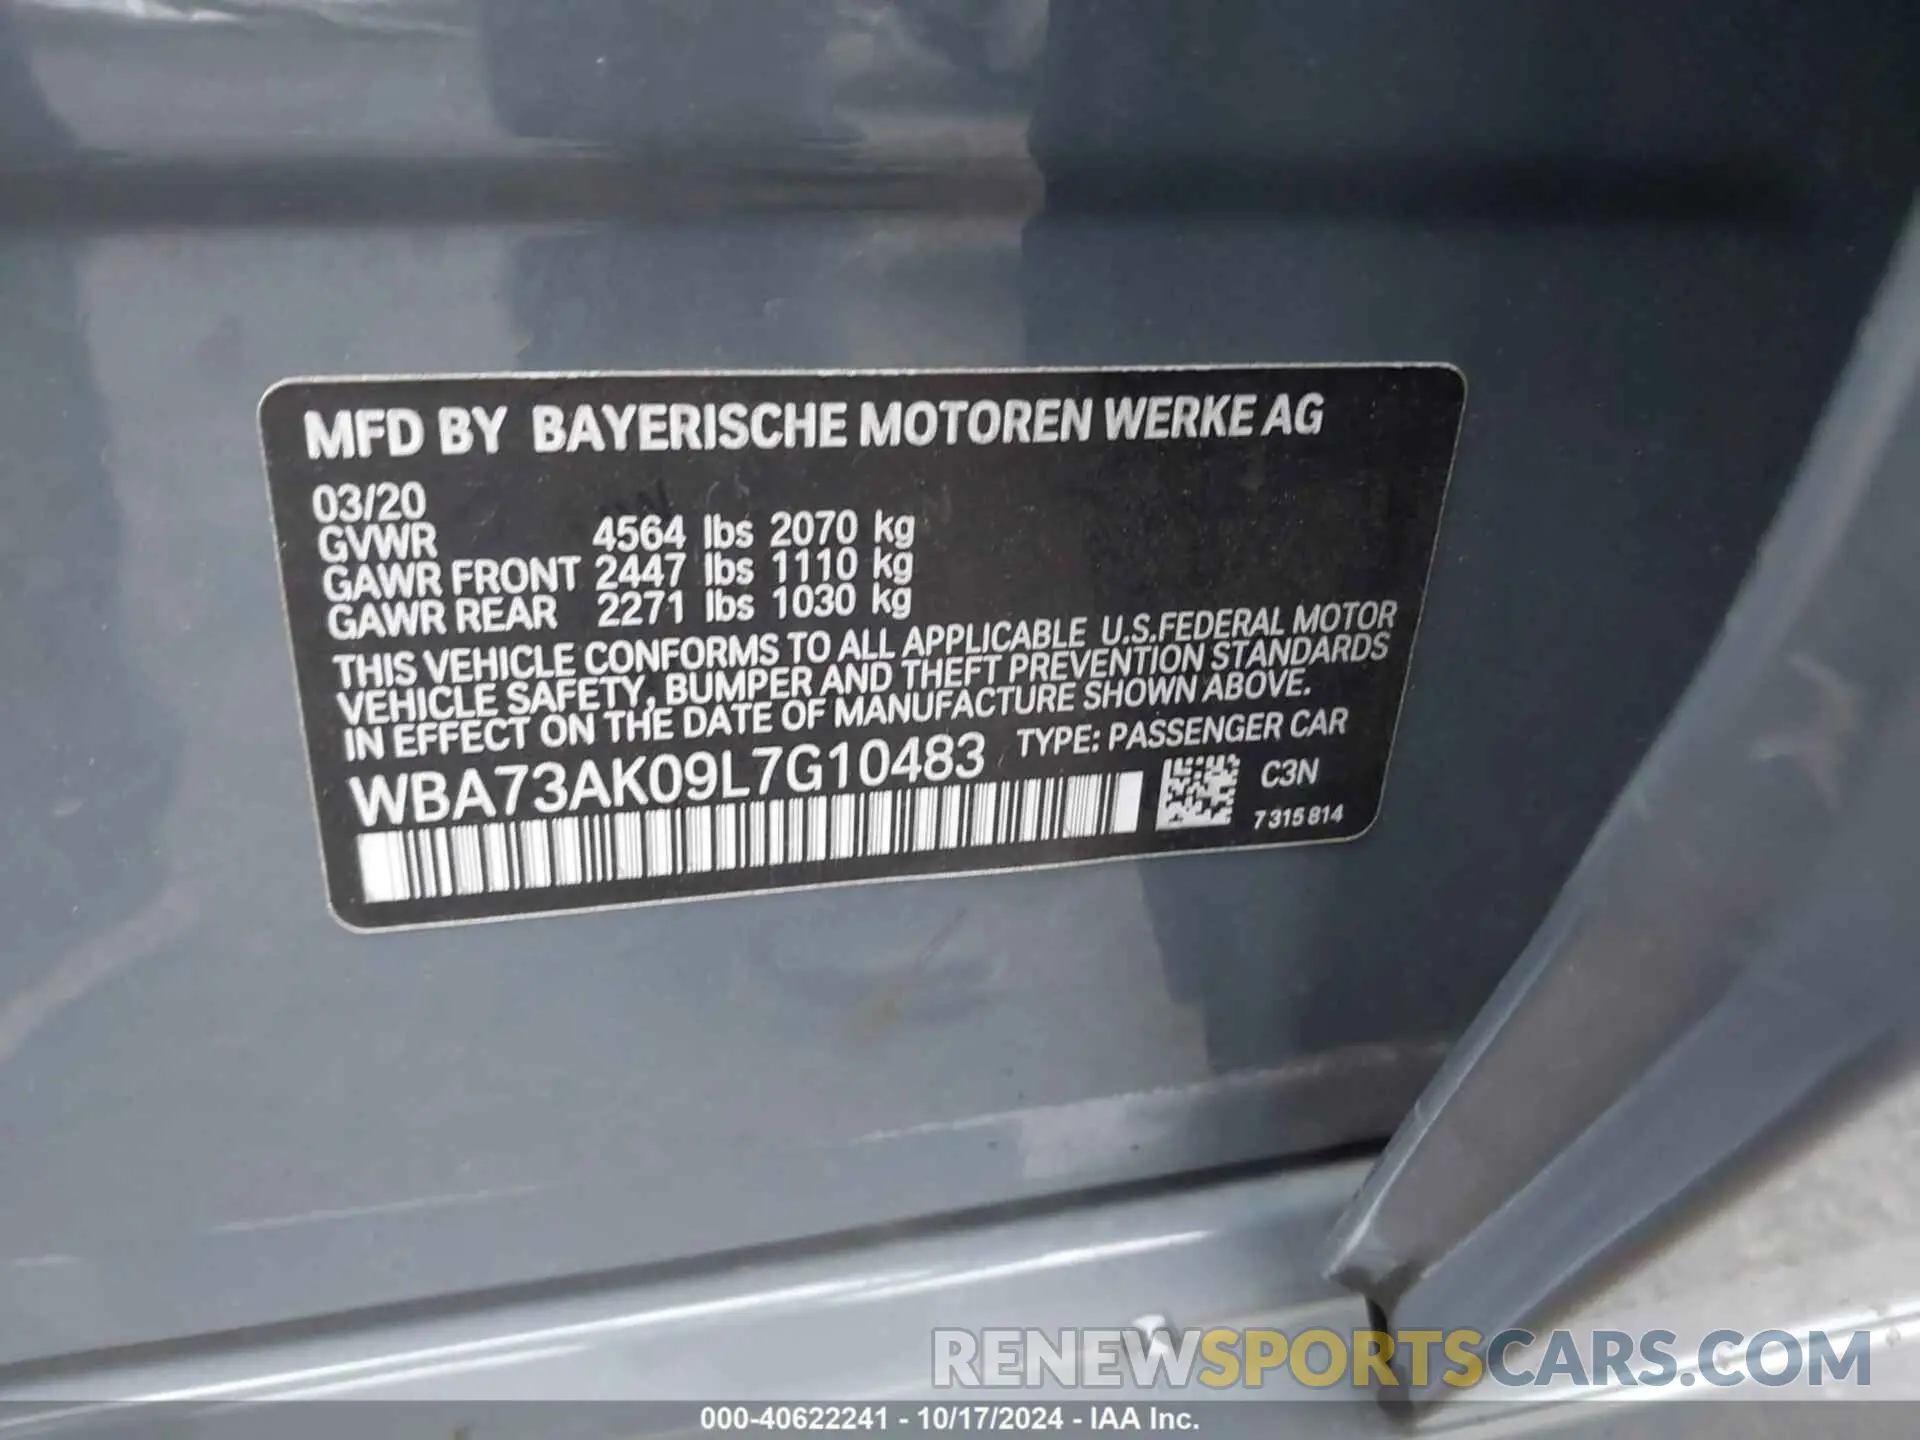 MFD BY BAYERISCHE MOTOREN WERKE AG
03/20
GVWR 4564 lbs 2070 kg
GAWR FRONT 2447 lbs 1110 kg
GAWR REAR 2271 lbs 1030 kg
THIS VEHICLE CONFORMS TO ALL APPLICABLE U.S.FEDERAL MOTOR
VEHICLE SAFETY, BUMPER AND THEFT PREVENTION STANDARDS
IN EFFECT ON THE DATE OF MANUFACTURE SHOWN ABOVE.
WBA73AK09L7G10483 TYPE: PASSENGER CAR
C3N
7 315 814
RENEWSPORTSCARS.COM
000-40622241 - 10/17/2024 - IAA Inc.